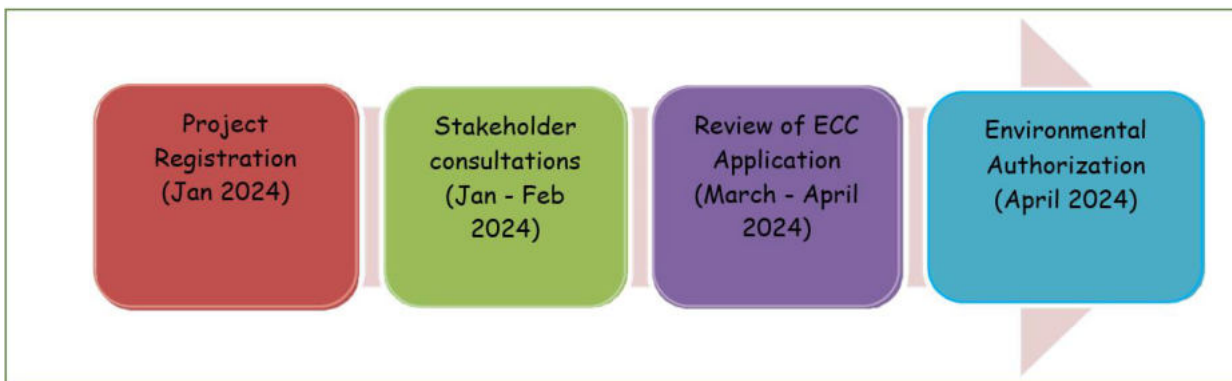 Project
Registration
(Jan 2024)
Stakeholder
consultations
(Jan - Feb
2024)
Review of ECC
Application
(March - April
2024)
Environmental
Authorization
(April 2024)